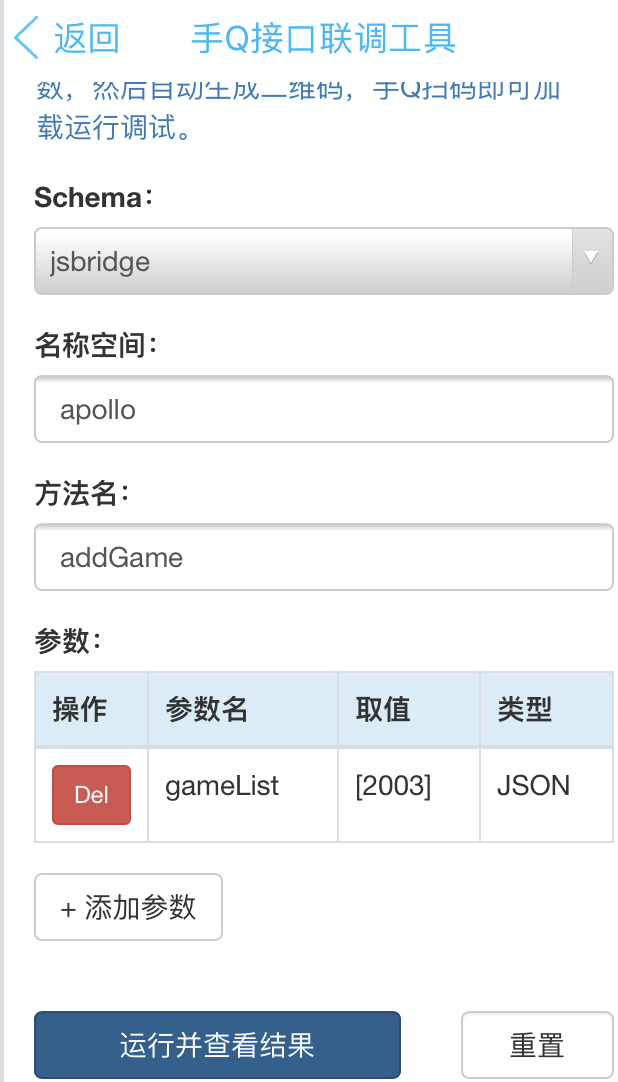 返回
手Q接口联调工具
数，然后自动生成二维码，手Q扫码即可加
载运行调试。
Schema：
jsbridge
名称空间：
apollo
方法名：
addGame
参数：
操作 参数名 取值 类型
Del gameList [2003] JSON
+ 添加参数
运行并查看结果 重置